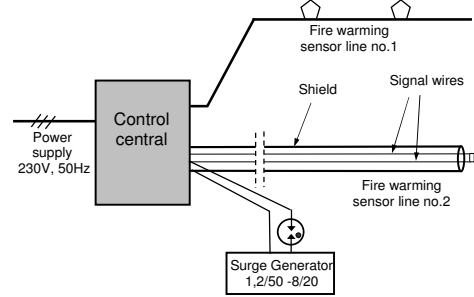 Fire warming
sensor line no.1
Shield
Signal wires
Control
central
Power
supply
230V, 50Hz
Fire warming
sensor line no.2
Surge Generator
1,2/50 -8/20